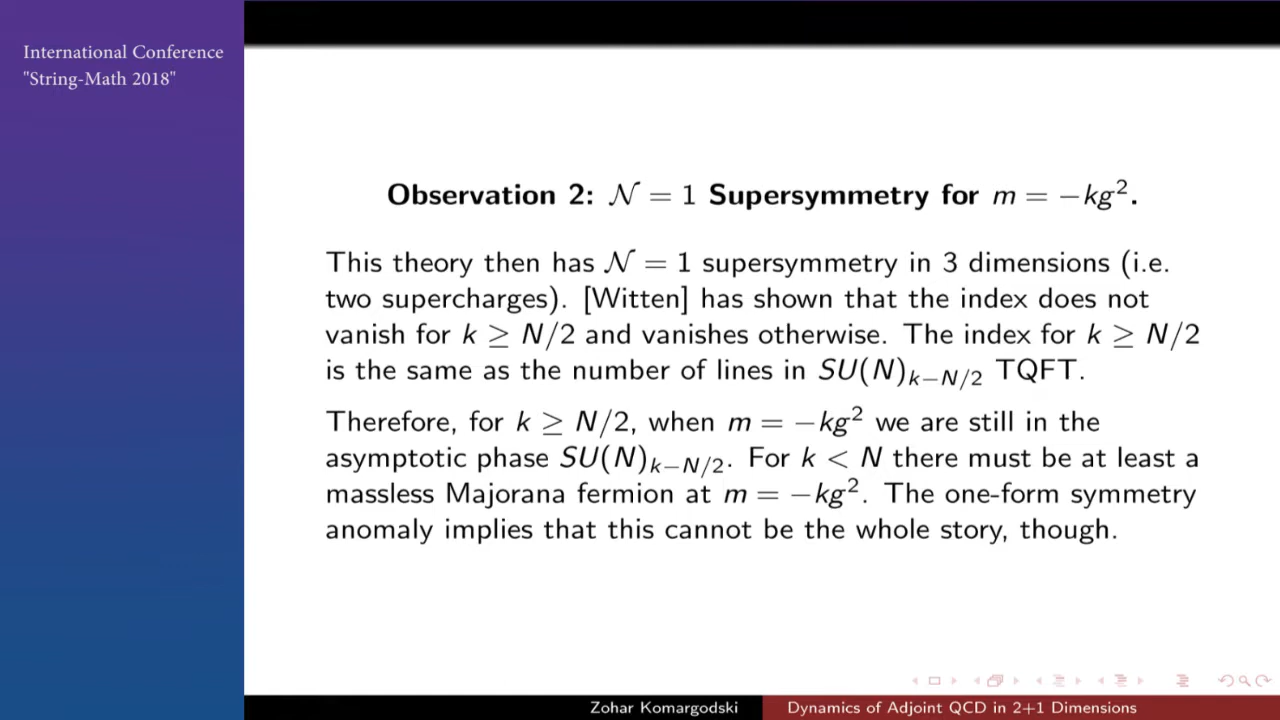 International Conference
"String-Math 2018"
Observation 2: 𝒩 = 1 Supersymmetry for m = −kg².
This theory then has 𝒩 = 1 supersymmetry in 3 dimensions (i.e.
two supercharges). [Witten] has shown that the index does not
vanish for k ≥ N/2 and vanishes otherwise. The index for k ≥ N/2
is the same as the number of lines in SU(N)ₖ₋N/2 TQFT.
Therefore, for k ≥ N/2, when m = −kg² we are still in the
asymptotic phase SU(N)ₖ₋N/2. For k < N there must be at least a
massless Majorana fermion at m = −kg². The one-form symmetry
anomaly implies that this cannot be the whole story, though.
Zohar Komargodski
Dynamics of Adjoint QCD in 2+1 Dimensions